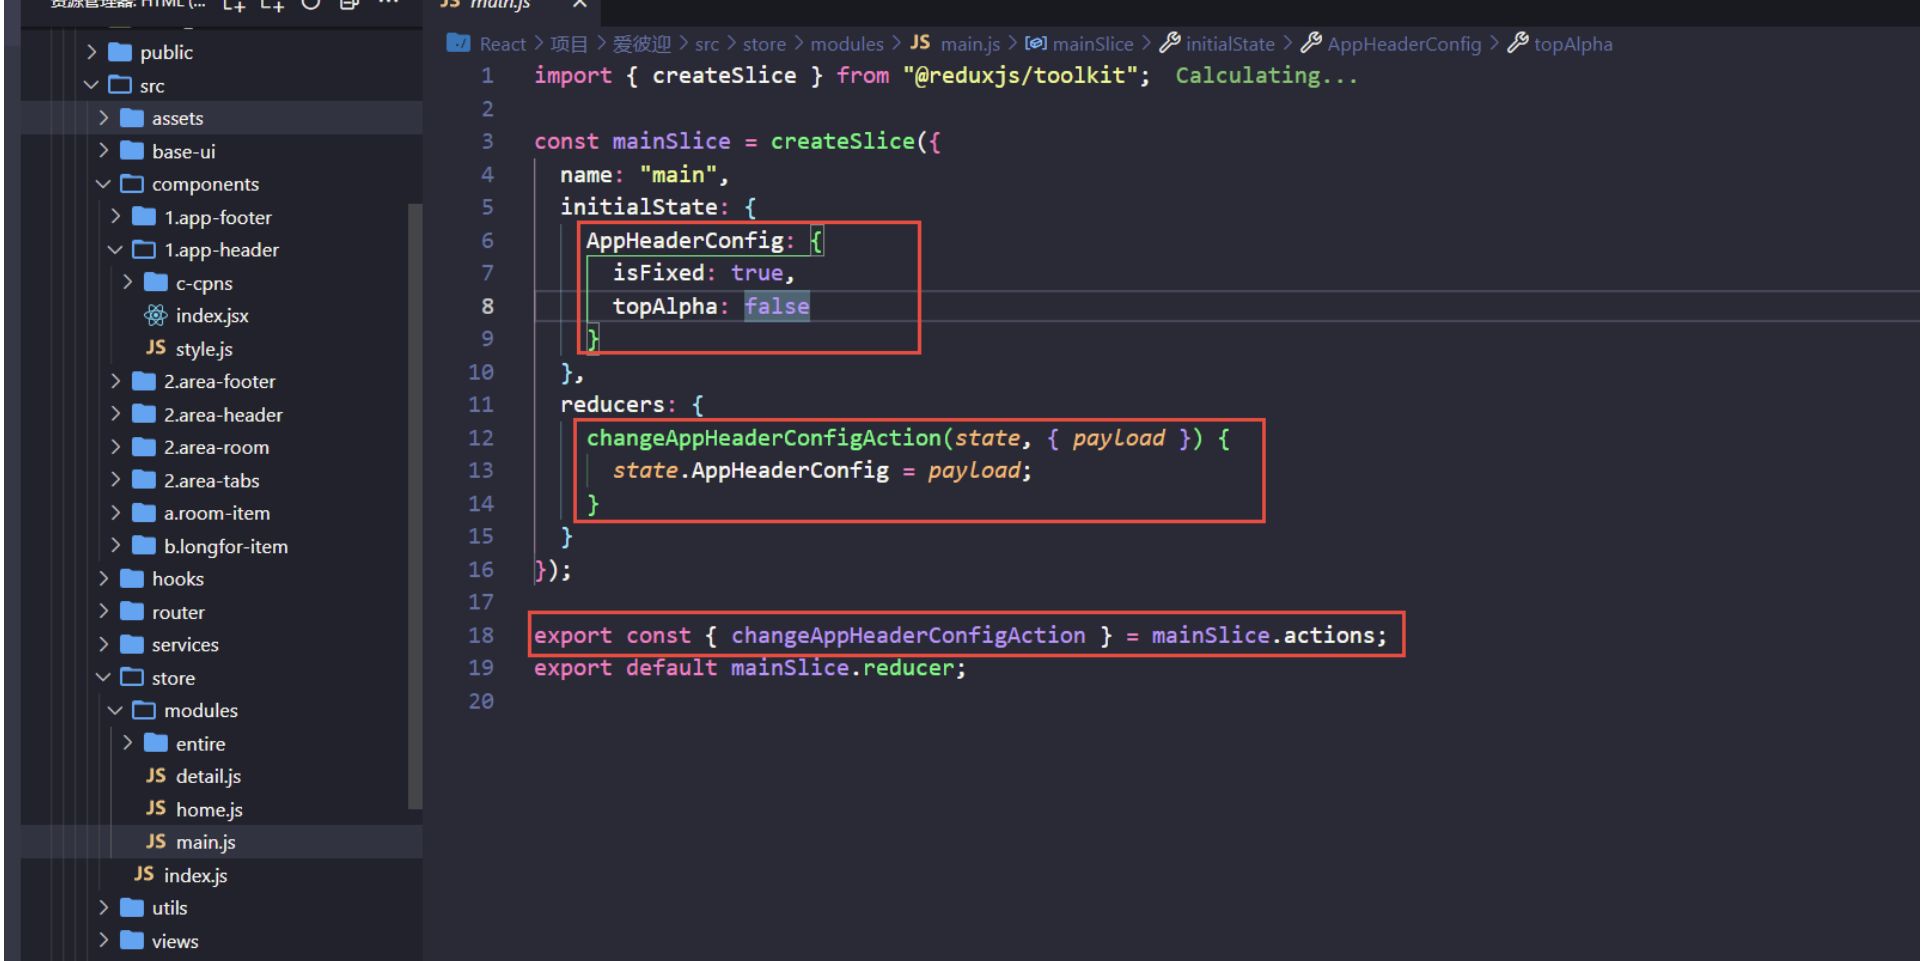 资源管理器: HTML (...
public
src
assets
base-ui
components
1.app-footer
1.app-header
c-cpns
index.jsx
JS style.js
2.area-footer
2.area-header
2.area-room
2.area-tabs
a.room-item
b.longfor-item
hooks
router
services
store
modules
entire
JS detail.js
JS home.js
JS main.js
JS index.js
utils
views
JS main.js
React > 项目 > 爱彼迎 > src > store > modules > JS main.js > mainSlice > initialState > AppHeaderConfig > topAlpha
1 import { createSlice } from "@reduxjs/toolkit"; Calculating...
2
3 const mainSlice = createSlice({
4 name: "main",
5 initialState: {
6 AppHeaderConfig: {
7 isFixed: true,
8 topAlpha: false
9 }
10 },
11 reducers: {
12 changeAppHeaderConfigAction(state, { payload }) {
13 state.AppHeaderConfig = payload;
14 }
15 }
16 });
17
18 export const { changeAppHeaderConfigAction } = mainSlice.actions;
19 export default mainSlice.reducer;
20